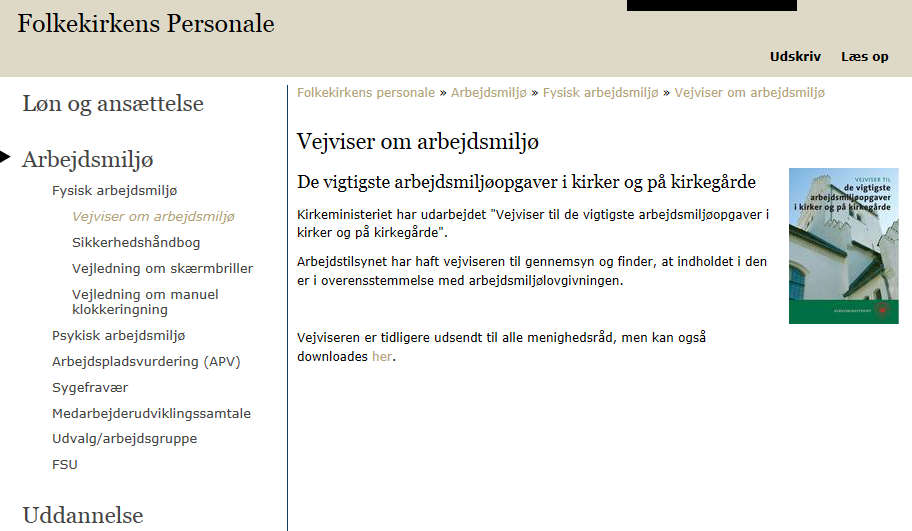 Folkekirkens Personale
Udskriv Læs op
Løn og ansættelse
Arbejdsmiljø
Fysisk arbejdsmiljø
Vejviser om arbejdsmiljø
Sikkerhedshåndbog
Vejledning om skærmbriller
Vejledning om manuel
klokkeringning
Psykisk arbejdsmiljø
Arbejdspladsvurdering (APV)
Sygefravær
Medarbejderudviklingssamtale
Udvalg/arbejdsgruppe
FSU
Uddannelse
Folkekirkens personale » Arbejdsmiljø » Fysisk arbejdsmiljø » Vejviser om arbejdsmiljø
Vejviser om arbejdsmiljø
De vigtigste arbejdsmiljøopgaver i kirker og på kirkegårde
Kirkeministeriet har udarbejdet "Vejviser til de vigtigste arbejdsmiljøopgaver i
kirker og på kirkegårde".
Arbejdstilsynet har haft vejviseren til gennemsyn og finder, at indholdet i den
er i overensstemmelse med arbejdsmiljølovgivningen.
Vejviseren er tidligere udsendt til alle menighedsråd, men kan også
downloades her.
VEJVISER TIL
de vigtigste
arbejdsmiljøopgaver
i kirker og på kirkegårde